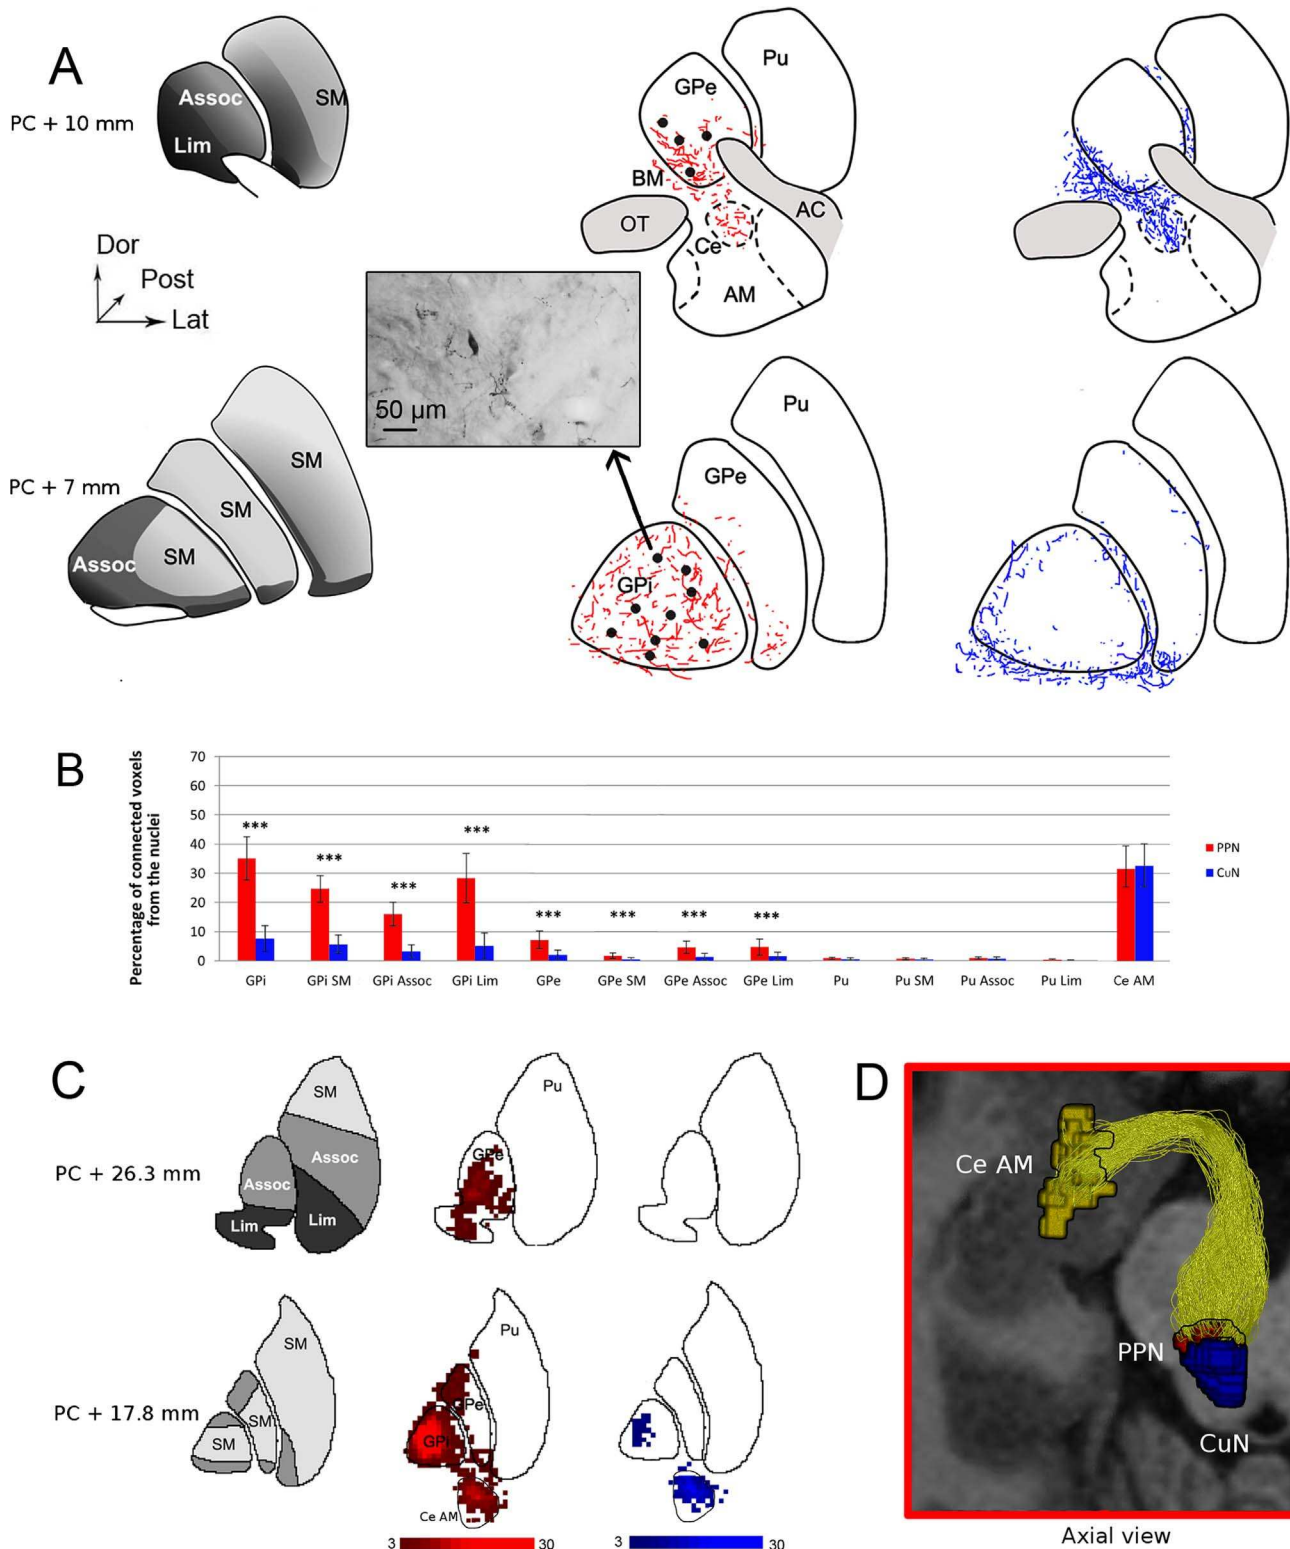 A
Assoc
SM
Lim
PC + 10 mm
Pu
GPe
BM
OT
AC
Ce
AM
Dor
Post
Lat
50 µm
PC + 7 mm
SM
SM
Assoc
SM
Pu
GPe
GPi
B
Percentage of connected voxels
from the nuclei
70
60
50
40
30
20
10
0
*** *** *** *** *** *** *** ***
GPi GPi SM GPi Assoc GPi Lim GPe GPe SM GPe Assoc GPe Lim Pu Pu SM Pu Assoc Pu Lim Ce AM
PPN
CuN
C
PC + 26.3 mm
SM
Assoc
Assoc
Lim
Lim
Pu
GPe
PC + 17.8 mm
SM
SM
SM
Pu
GPe
GPi
Ce AM
3 30
3 30
D
Ce AM
PPN
CuN
Axial view